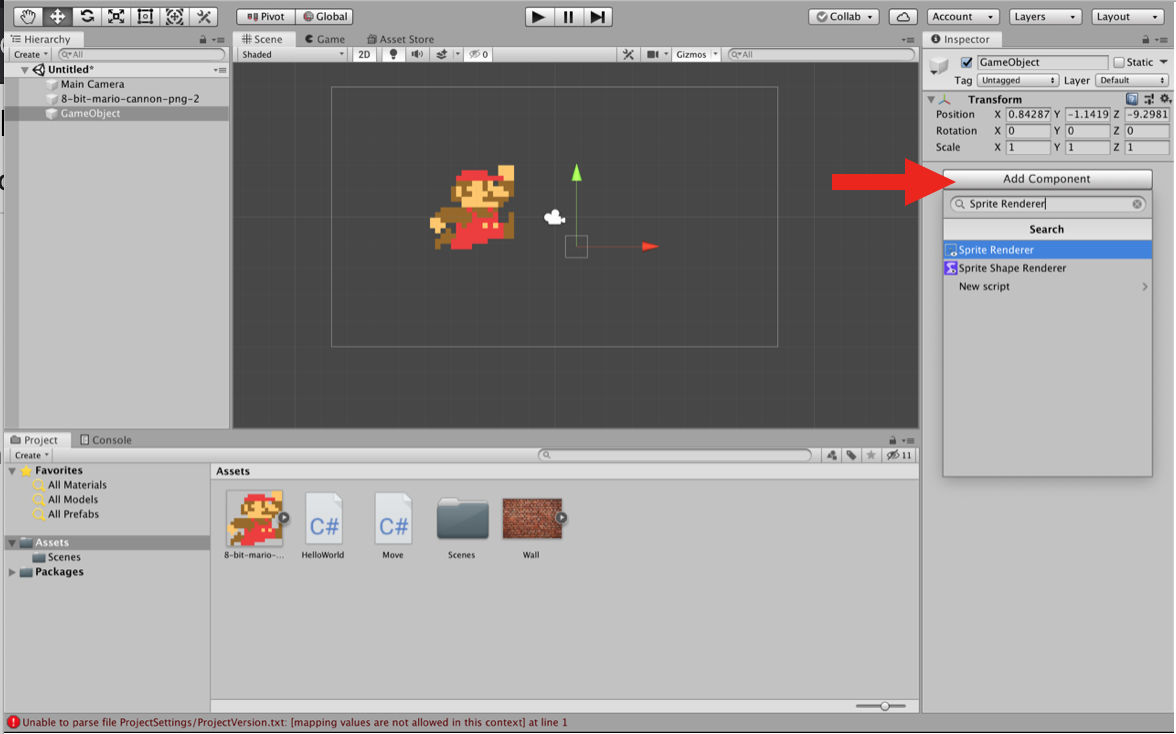 Pivot Global Collab Account Layers Layout
Hierarchy
Create All
Untitled*
Main Camera
8-bit-mario-cannon-png-2
GameObject
Scene Game Asset Store
Shaded 2D 0 Gizmos All
Inspector
GameObject Static
Tag Untagged Layer Default
Transform
Position X 0.84287 Y -1.1419 Z -9.2981
Rotation X 0 Y 0 Z 0
Scale X 1 Y 1 Z 1
Add Component
Sprite Renderer
Search
Sprite Renderer
Sprite Shape Renderer
New script
Project Console
Create 11
Favorites
All Materials
All Models
All Prefabs
Assets
Scenes
Packages
Assets
C# C#
8-bit-mario-... HelloWorld Move Scenes Wall
Unable to parse file ProjectSettings/ProjectVersion.txt: [mapping values are not allowed in this context] at line 1